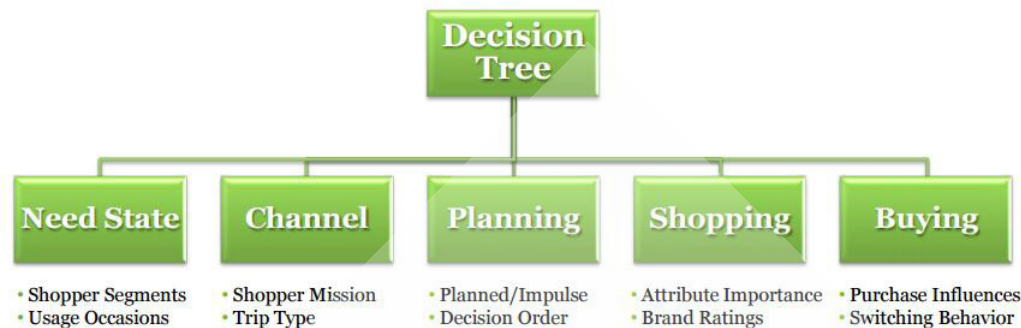 Decision
Tree
Need State
Channel
Planning
Shopping
Buying
• Shopper Segments
• Usage Occasions
• Shopper Mission
• Trip Type
• Planned/Impulse
• Decision Order
• Attribute Importance
• Brand Ratings
• Purchase Influences
• Switching Behavior